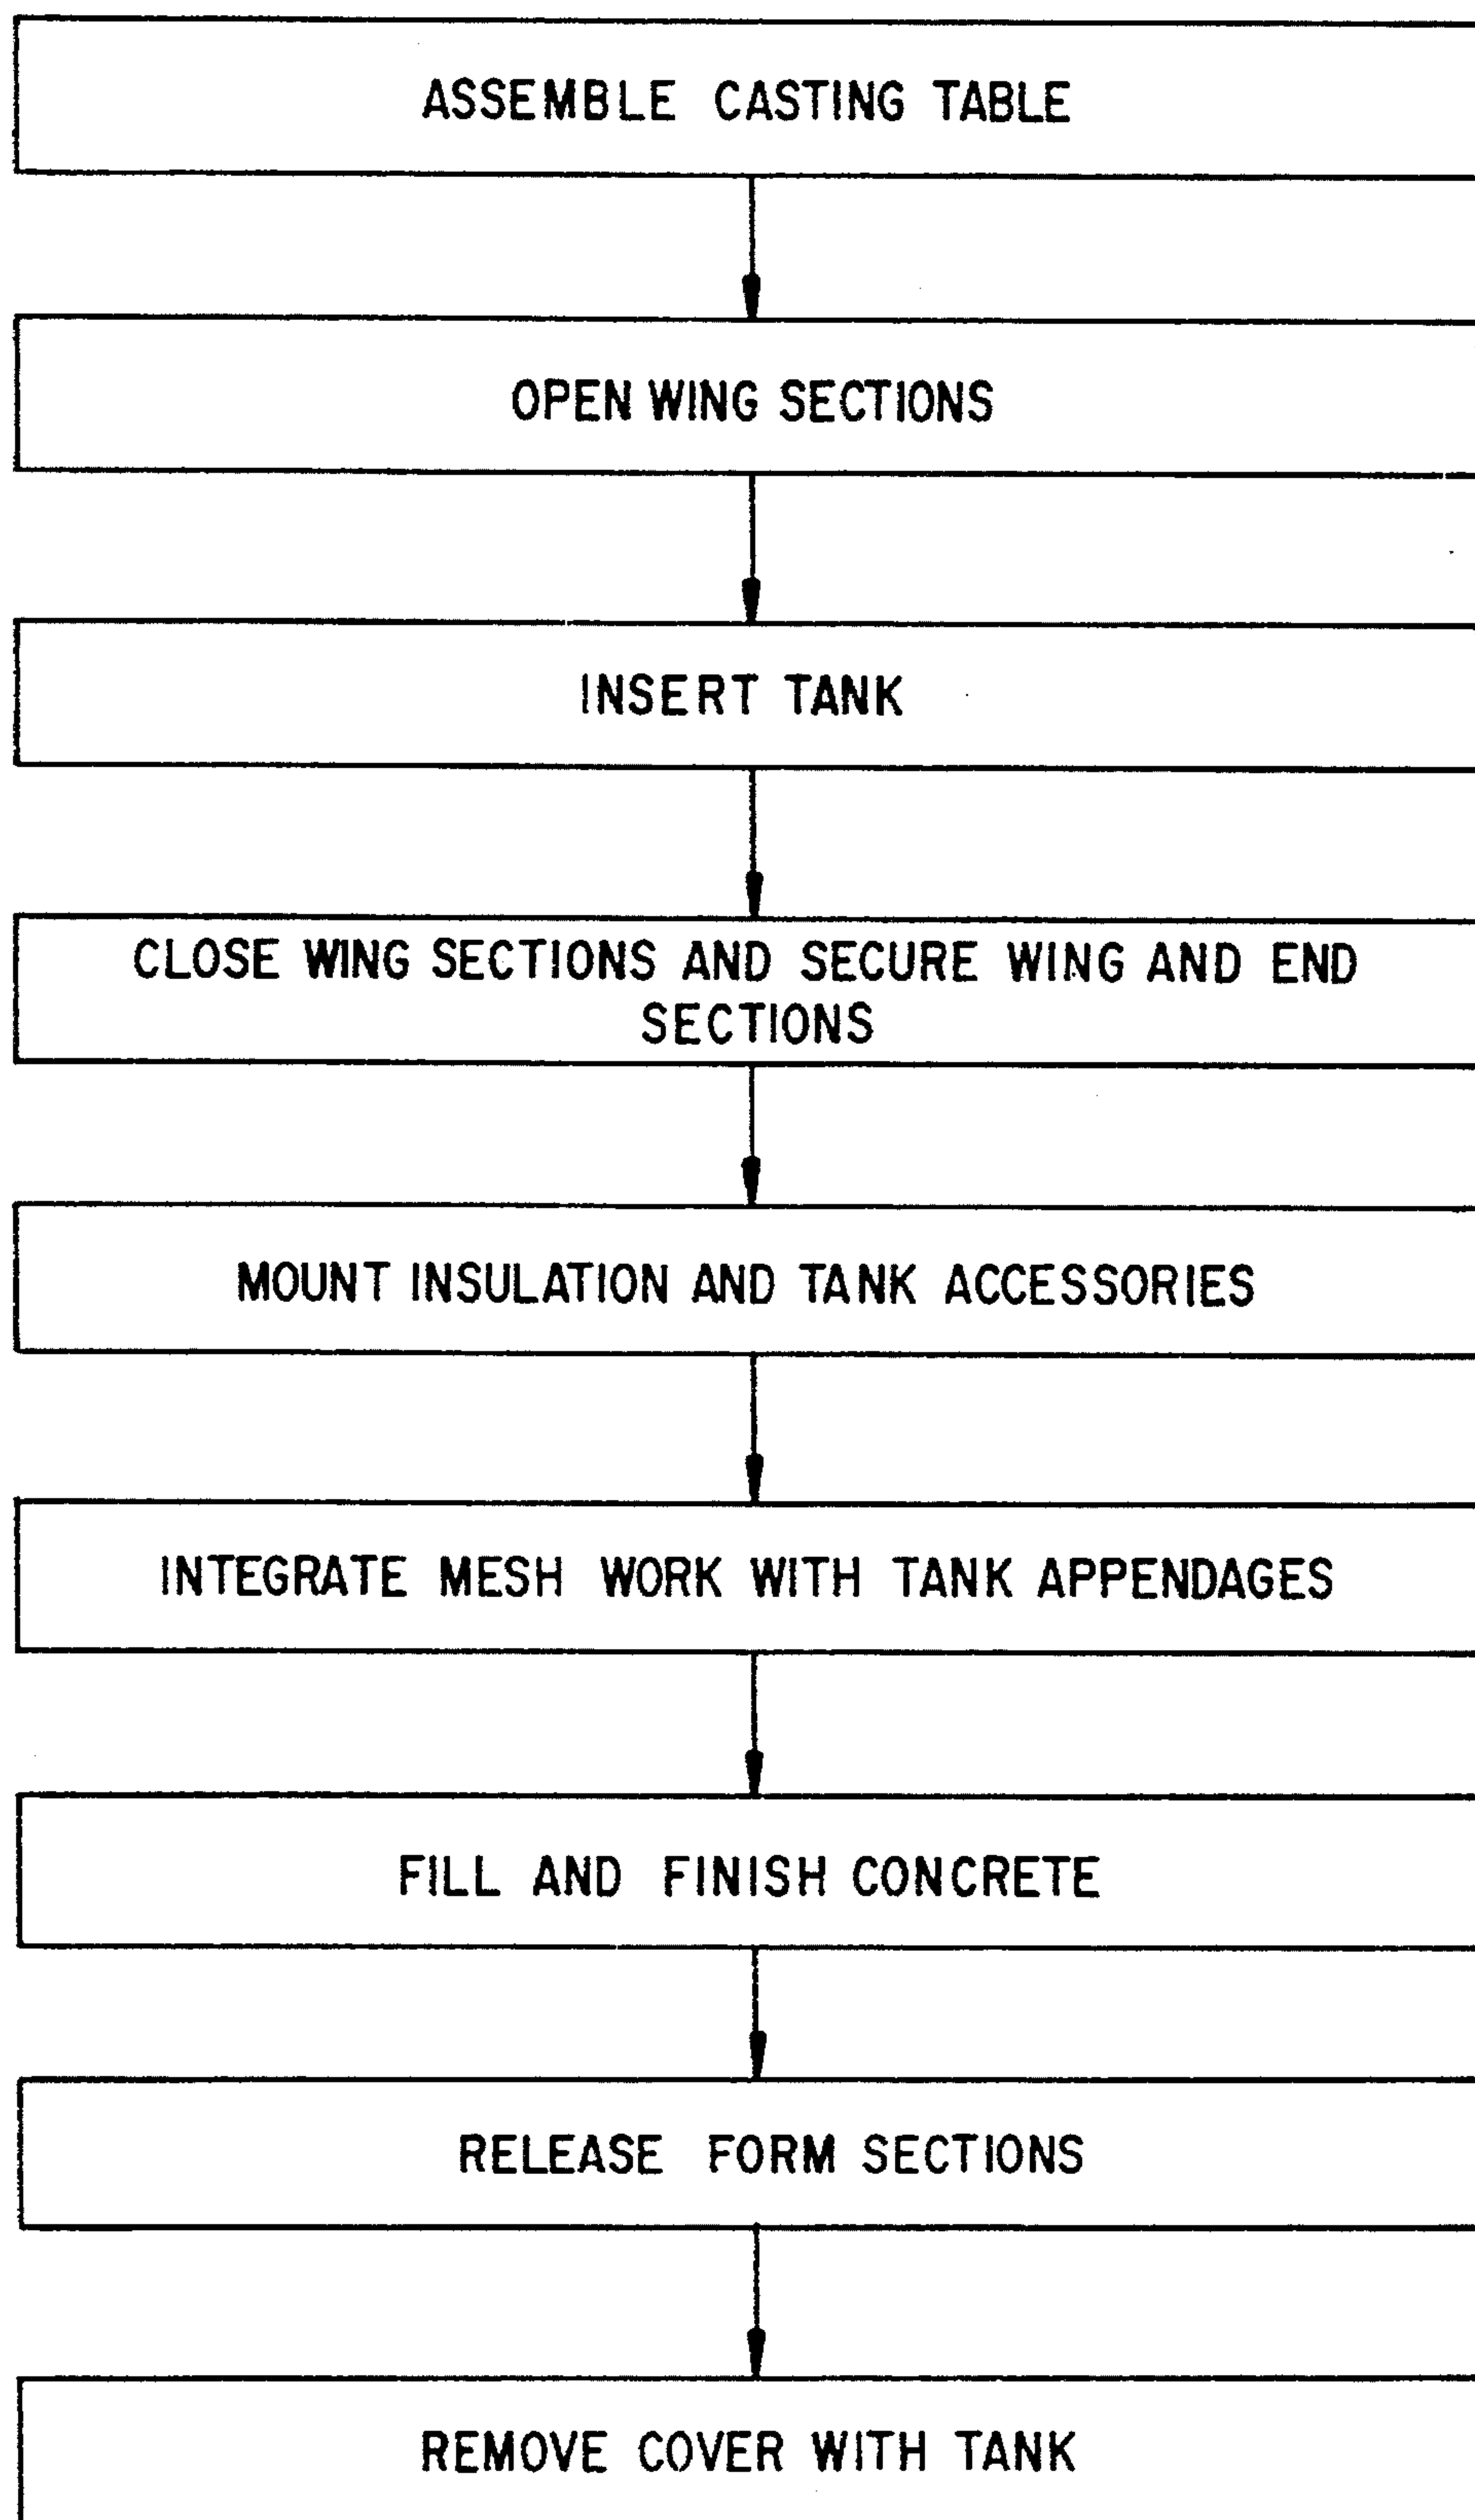 ASSEMBLE CASTING TABLE
OPEN WING SECTIONS
INSERT TANK
CLOSE WING SECTIONS AND SECURE WING AND END
SECTIONS
MOUNT INSULATION AND TANK ACCESSORIES
INTEGRATE MESH WORK WITH TANK APPENDAGES
FILL AND FINISH CONCRETE
RELEASE FORM SECTIONS
REMOVE COVER WITH TANK